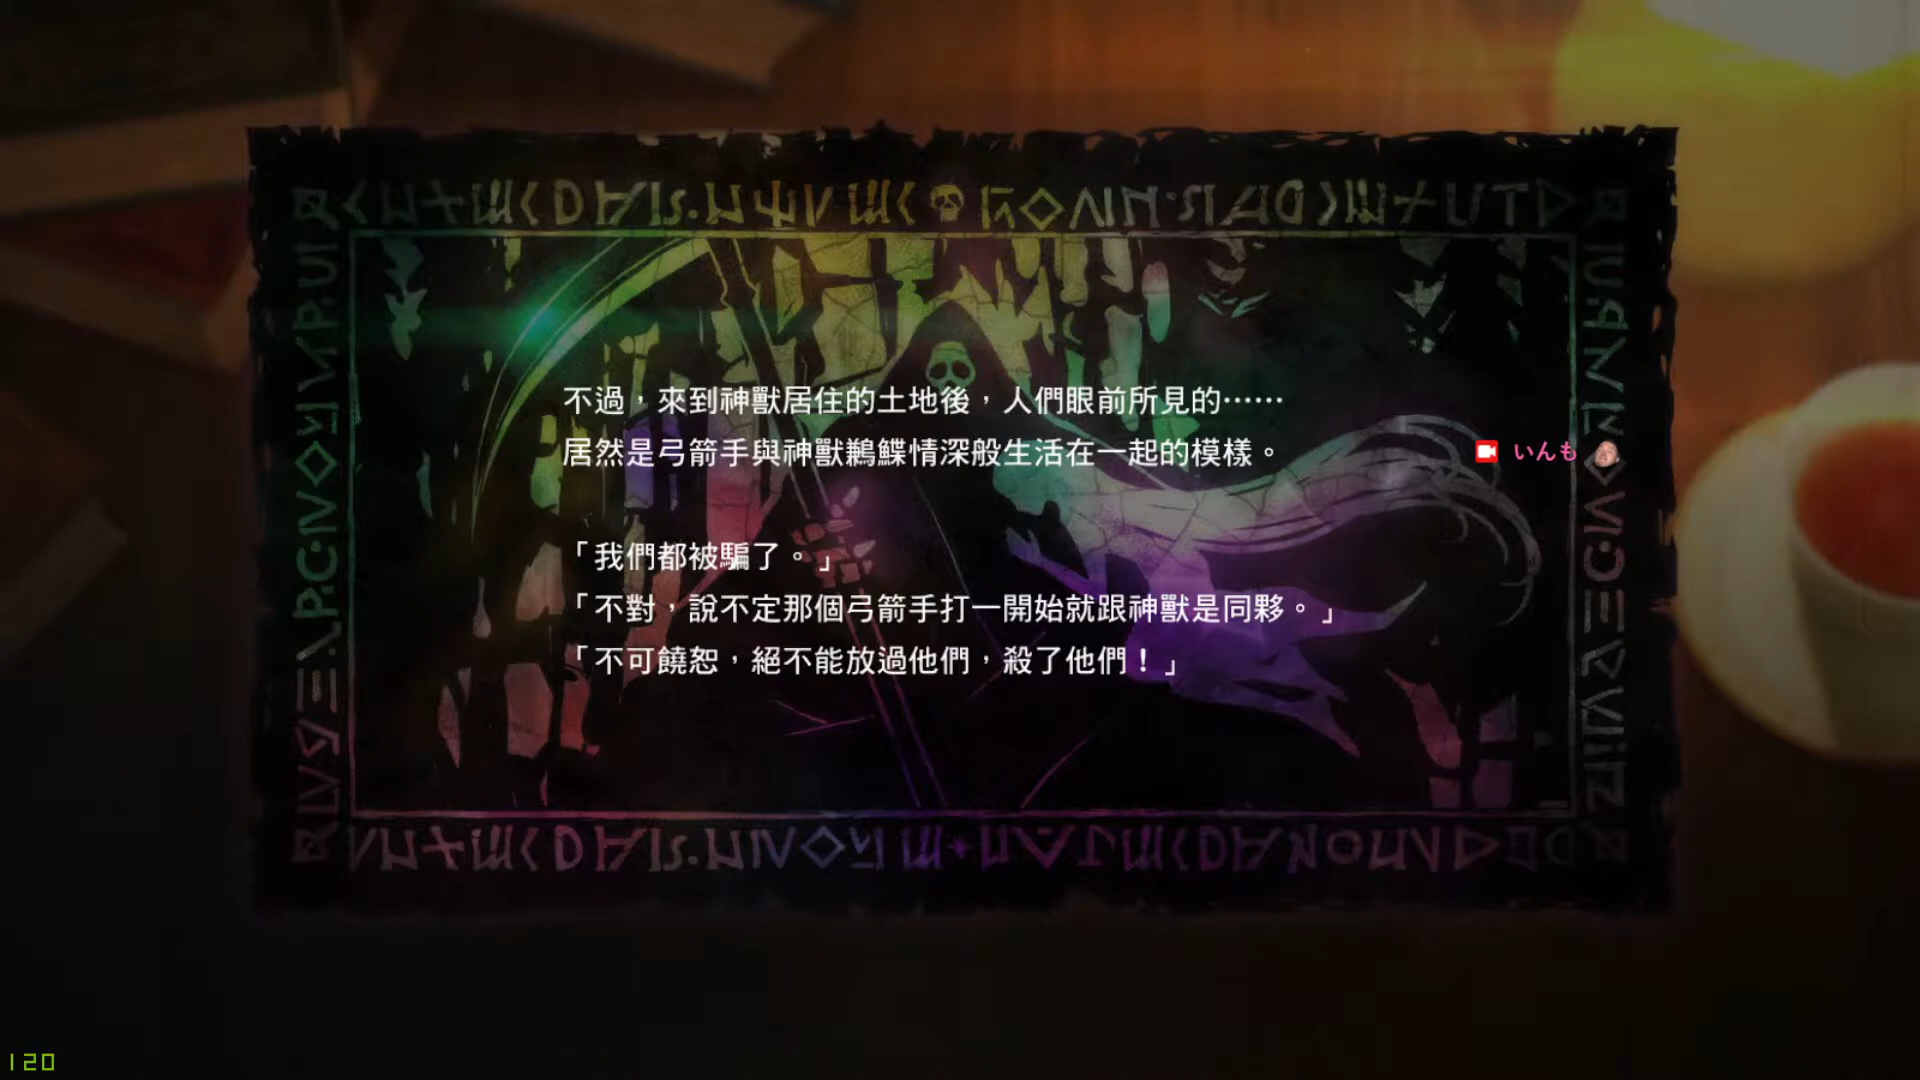 不過，來到神獸居住的土地後，人們眼前所見的……
居然是弓箭手與神獸鶼鰈情深般生活在一起的模樣。
「我們都被騙了。」
「不對，說不定那個弓箭手打一開始就跟神獸是同夥。」
「不可饒恕，絕不能放過他們，殺了他們！」
いんも
120